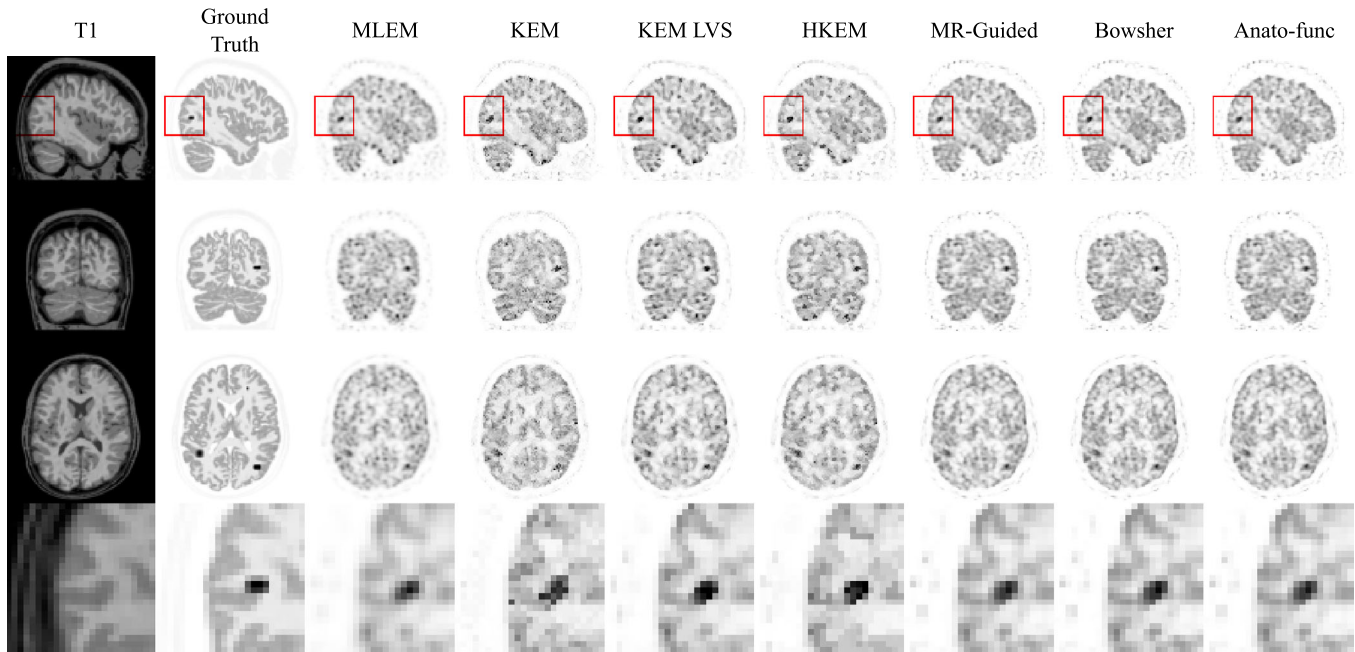 T1
Ground
Truth
MLEM
KEM
KEM LVS
HKEM
MR-Guided
Bowsher
Anato-func